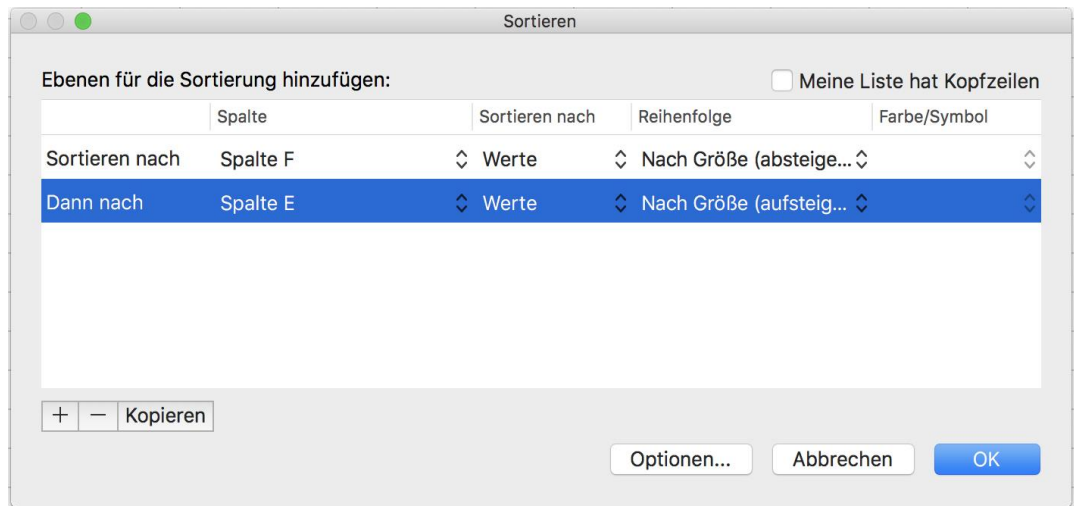 Sortieren
Ebenen für die Sortierung hinzufügen:
Meine Liste hat Kopfzeilen
Spalte Sortieren nach Reihenfolge Farbe/Symbol
Sortieren nach Spalte F Werte Nach Größe (absteige...
Dann nach Spalte E Werte Nach Größe (aufsteig...
+ − Kopieren
Optionen... Abbrechen OK